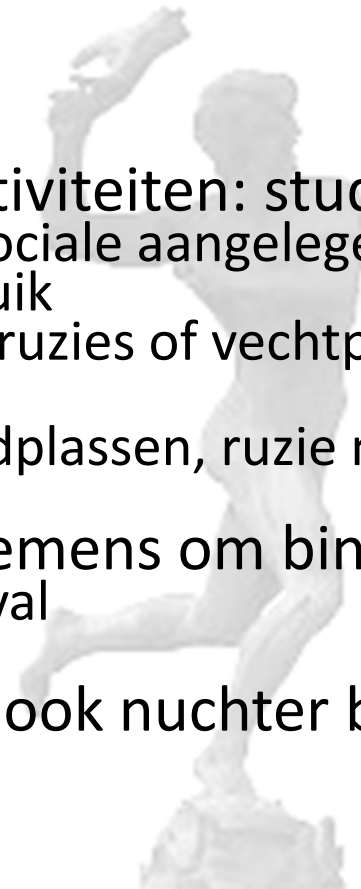 tiviteiten: stud
ociale aangelege
uik
ruzies of vechtp
dplassen, ruzie
emens om bin
val
ook nuchter b